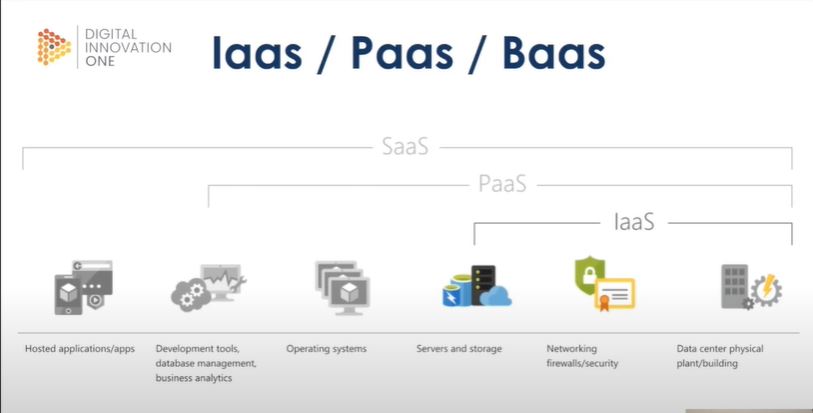 DIGITAL
INNOVATION
ONE
Iaas / Paas / Baas
SaaS
PaaS
IaaS
Hosted applications/apps
Development tools,
database management,
business analytics
Operating systems
Servers and storage
Networking
firewalls/security
Data center physical
plant/building